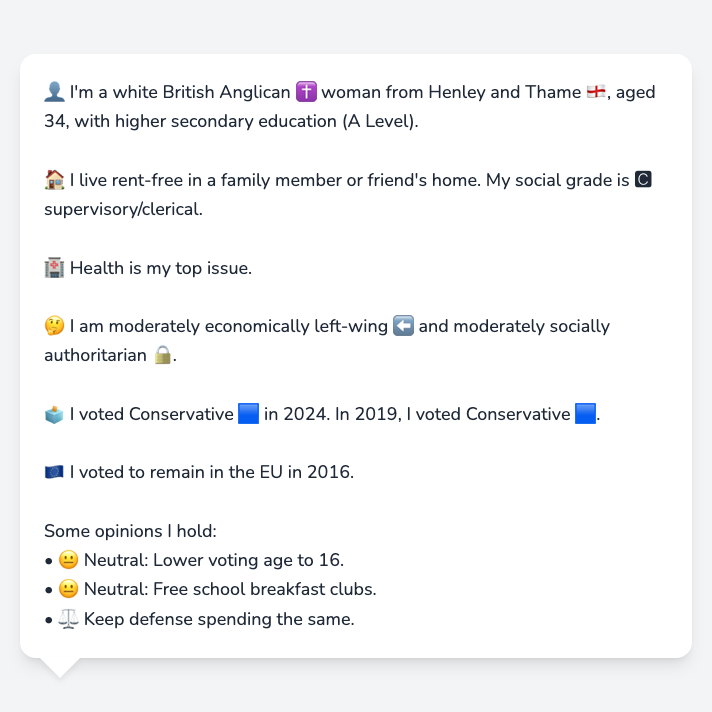 👤 I'm a white British Anglican ✝️ woman from Henley and Thame 🏴󠁧󠁢󠁥󠁮󠁧󠁿, aged
34, with higher secondary education (A Level).
🏠 I live rent-free in a family member or friend's home. My social grade is 🅲
supervisory/clerical.
🏥 Health is my top issue.
🤔 I am moderately economically left-wing ⬅️ and moderately socially
authoritarian 🔒.
🗳️ I voted Conservative 🟦 in 2024. In 2019, I voted Conservative 🟦.
🇪🇺 I voted to remain in the EU in 2016.
Some opinions I hold:
• 😐 Neutral: Lower voting age to 16.
• 😐 Neutral: Free school breakfast clubs.
• ⚖️ Keep defense spending the same.